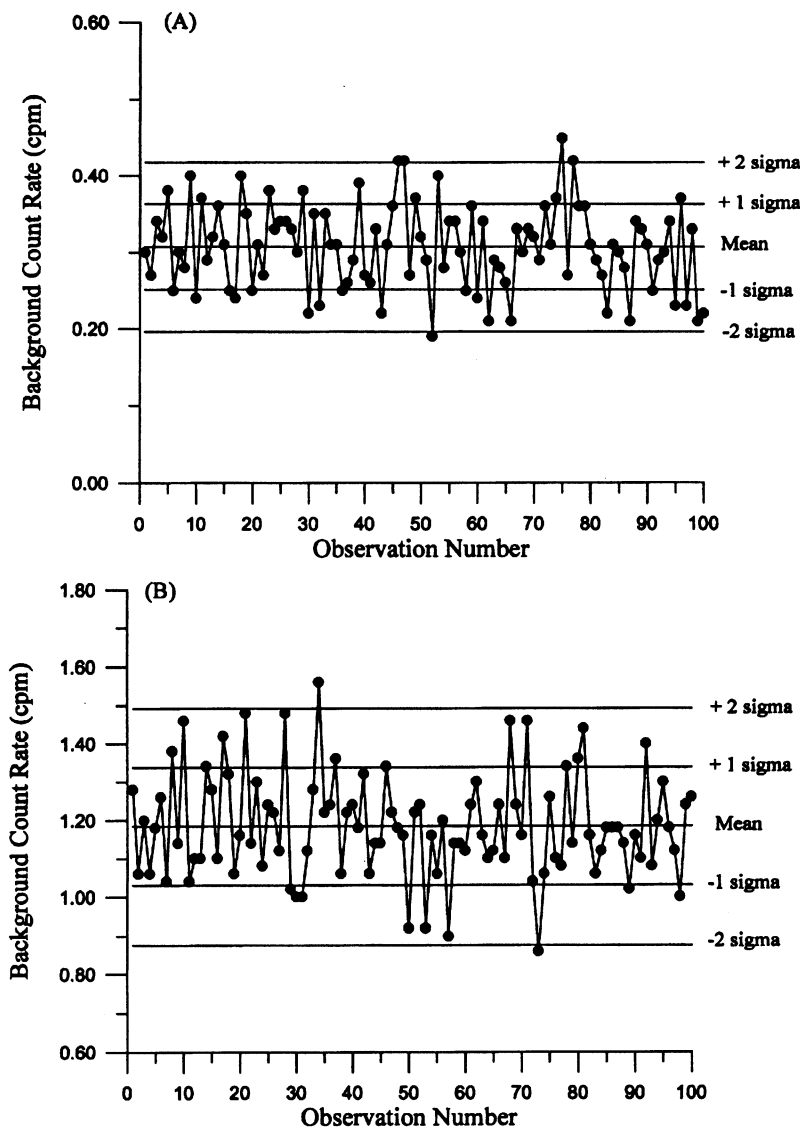 (A)
0.60
0.40
0.20
0.00
Background Count Rate (cpm)
+ 2 sigma
+ 1 sigma
Mean
-1 sigma
-2 sigma
0 10 20 30 40 50 60 70 80 90 100
Observation Number
(B)
1.80
1.60
1.40
1.20
1.00
0.80
0.60
Background Count Rate (cpm)
+ 2 sigma
+ 1 sigma
Mean
-1 sigma
-2 sigma
0 10 20 30 40 50 60 70 80 90 100
Observation Number